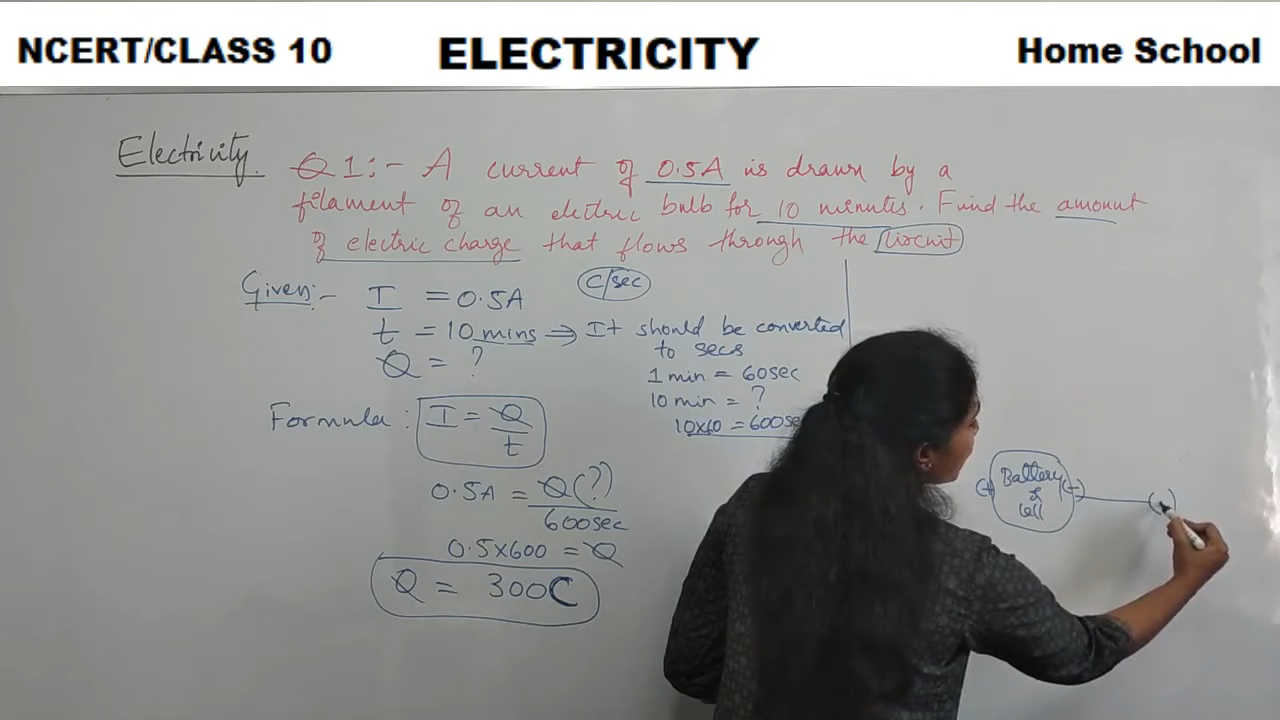 NCERT/CLASS 10 ELECTRICITY Home School
Electricity. Q1:- A current of 0.5A is drawn by a
filament of an electric bulb for 10 minutes. Find the amount
of electric charge that flows through the circuit
Given:- I = 0.5A C/sec
t = 10 mins ⇒ It should be converted
to secs
Q = ?
1 min = 60sec
10 min = ?
10x60 = 600se
Formula : I = Q/t
0.5A = Q(?)/600sec
0.5x600 = Q
Q = 300C
(+) Battery (-) ( )
of
cell